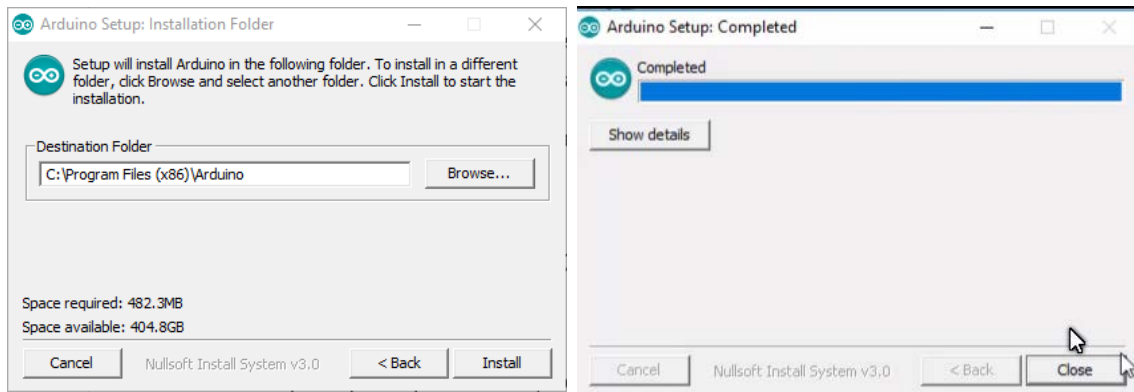 Arduino Setup: Installation Folder
Setup will install Arduino in the following folder. To install in a different
folder, click Browse and select another folder. Click Install to start the
installation.
Destination Folder
C:\Program Files (x86)\Arduino
Browse...
Space required: 482.3MB
Space available: 404.8GB
Cancel
Nullsoft Install System v3.0
< Back
Install
Arduino Setup: Completed
Completed
Show details
Cancel
Nullsoft Install System v3.0
< Back
Close